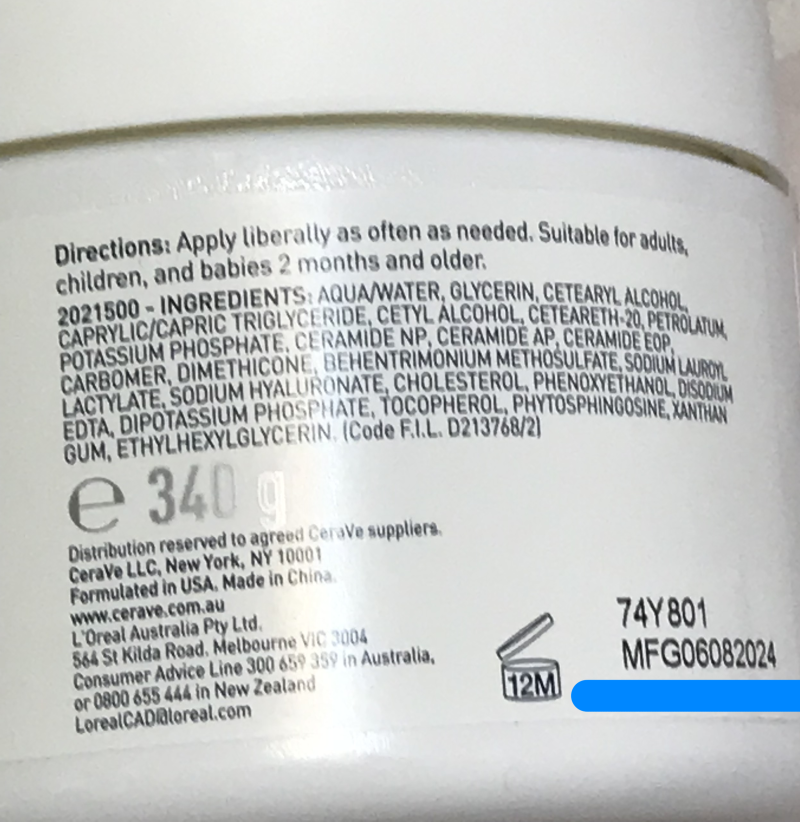 Directions: Apply liberally as often as needed. Suitable for adults,
children, and babies 2 months and older.
2021500 - INGREDIENTS: AQUA/WATER, GLYCERIN, CETEARYL ALCOHOL,
CAPRYLIC/CAPRIC TRIGLYCERIDE, CETYL ALCOHOL, CETEARETH-20, PETROLATUM,
POTASSIUM PHOSPHATE, CERAMIDE NP, CERAMIDE AP, CERAMIDE EOP,
CARBOMER, DIMETHICONE, BEHENTRIMONIUM METHOSULFATE, SODIUM LAUROYL
LACTYLATE, SODIUM HYALURONATE, CHOLESTEROL, PHENOXYETHANOL, DISODIUM
EDTA, DIPOTASSIUM PHOSPHATE, TOCOPHEROL, PHYTOSPHINGOSINE, XANTHAN
GUM, ETHYLHEXYLGLYCERIN. (Code F.I.L. D213768/2)
e 340 g
Distribution reserved to agreed CeraVe suppliers.
CeraVe LLC, New York, NY 10001
Formulated in USA. Made in China.
www.cerave.com.au
L'Oreal Australia Pty Ltd.
564 St Kilda Road. Melbourne VIC 3004
Consumer Advice Line 300 659 359 in Australia,
or 0800 655 444 in New Zealand
LorealCAD@loreal.com
12M
74Y801
MFG06082024